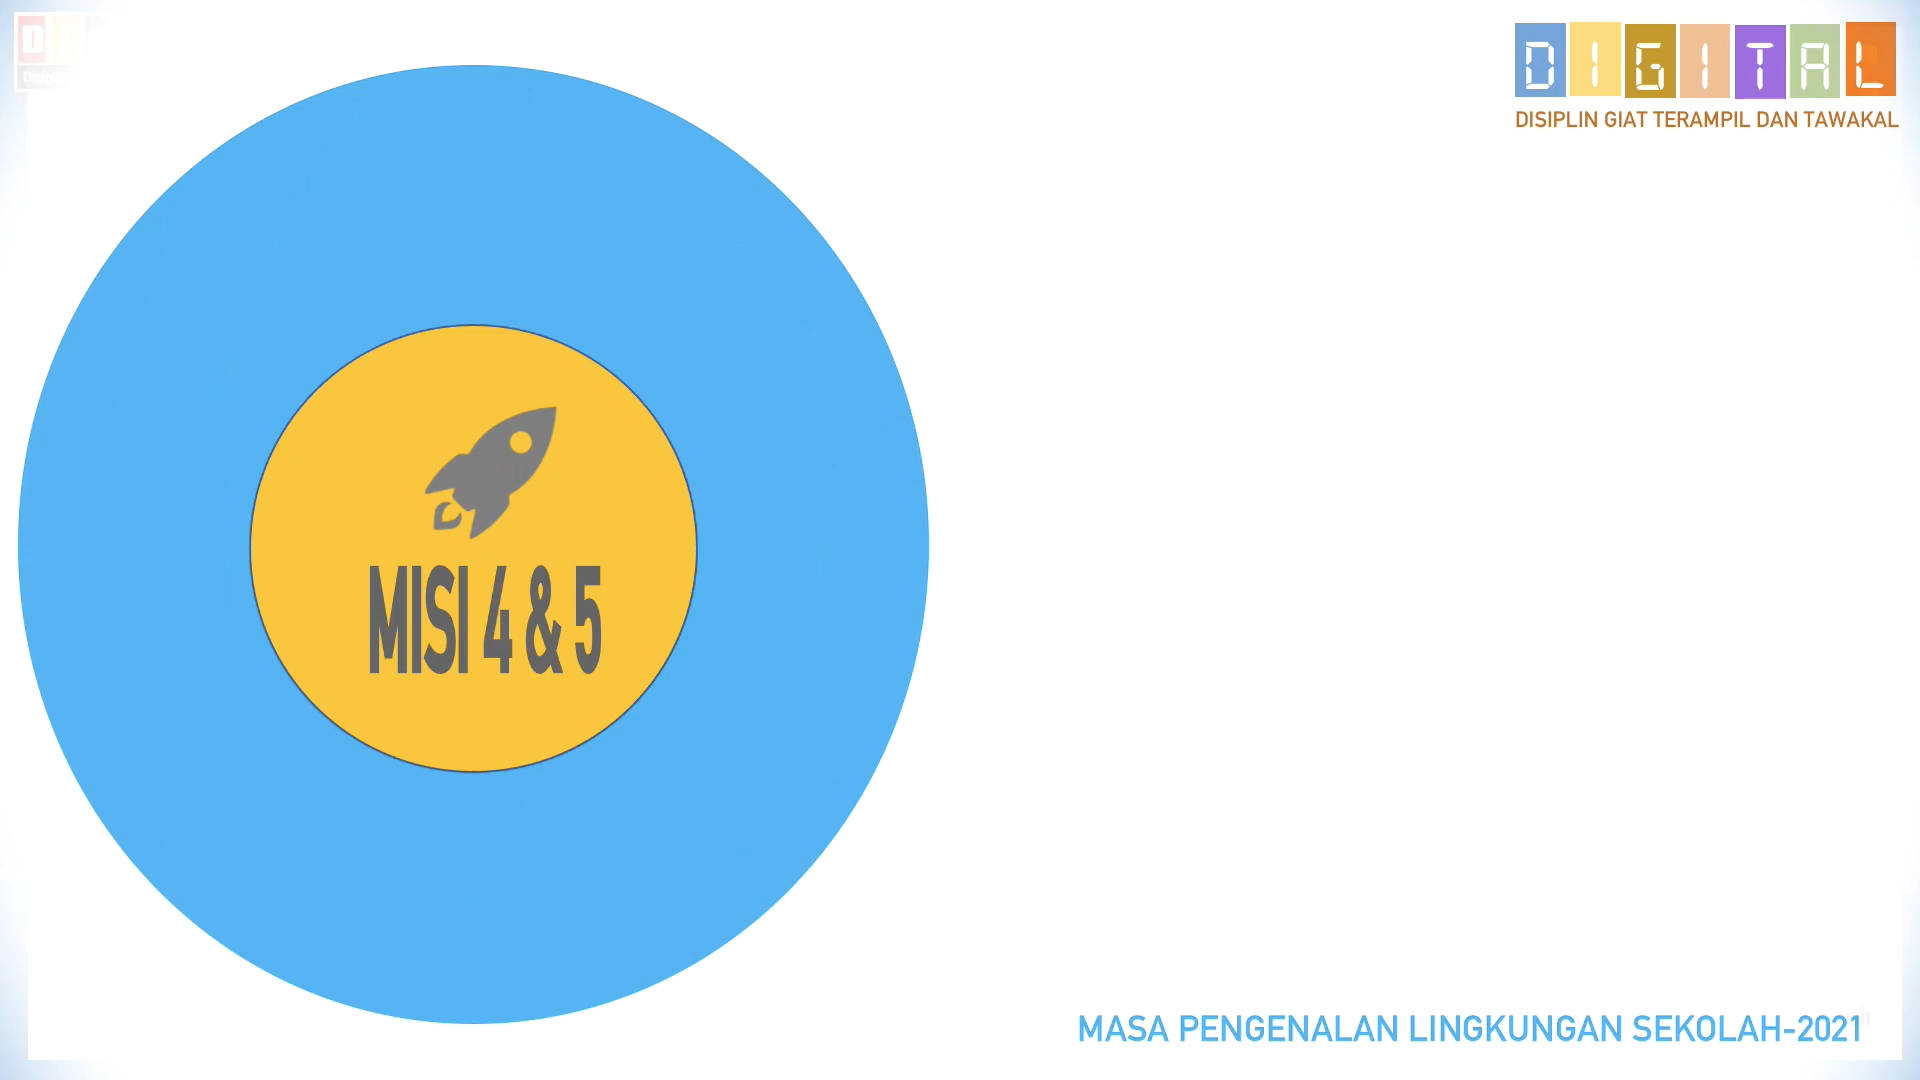 DIGITAL
DISIPLIN GIAT TERAMPIL DAN TAWAKAL
MISI 4 & 5
MASA PENGENALAN LINGKUNGAN SEKOLAH-2021